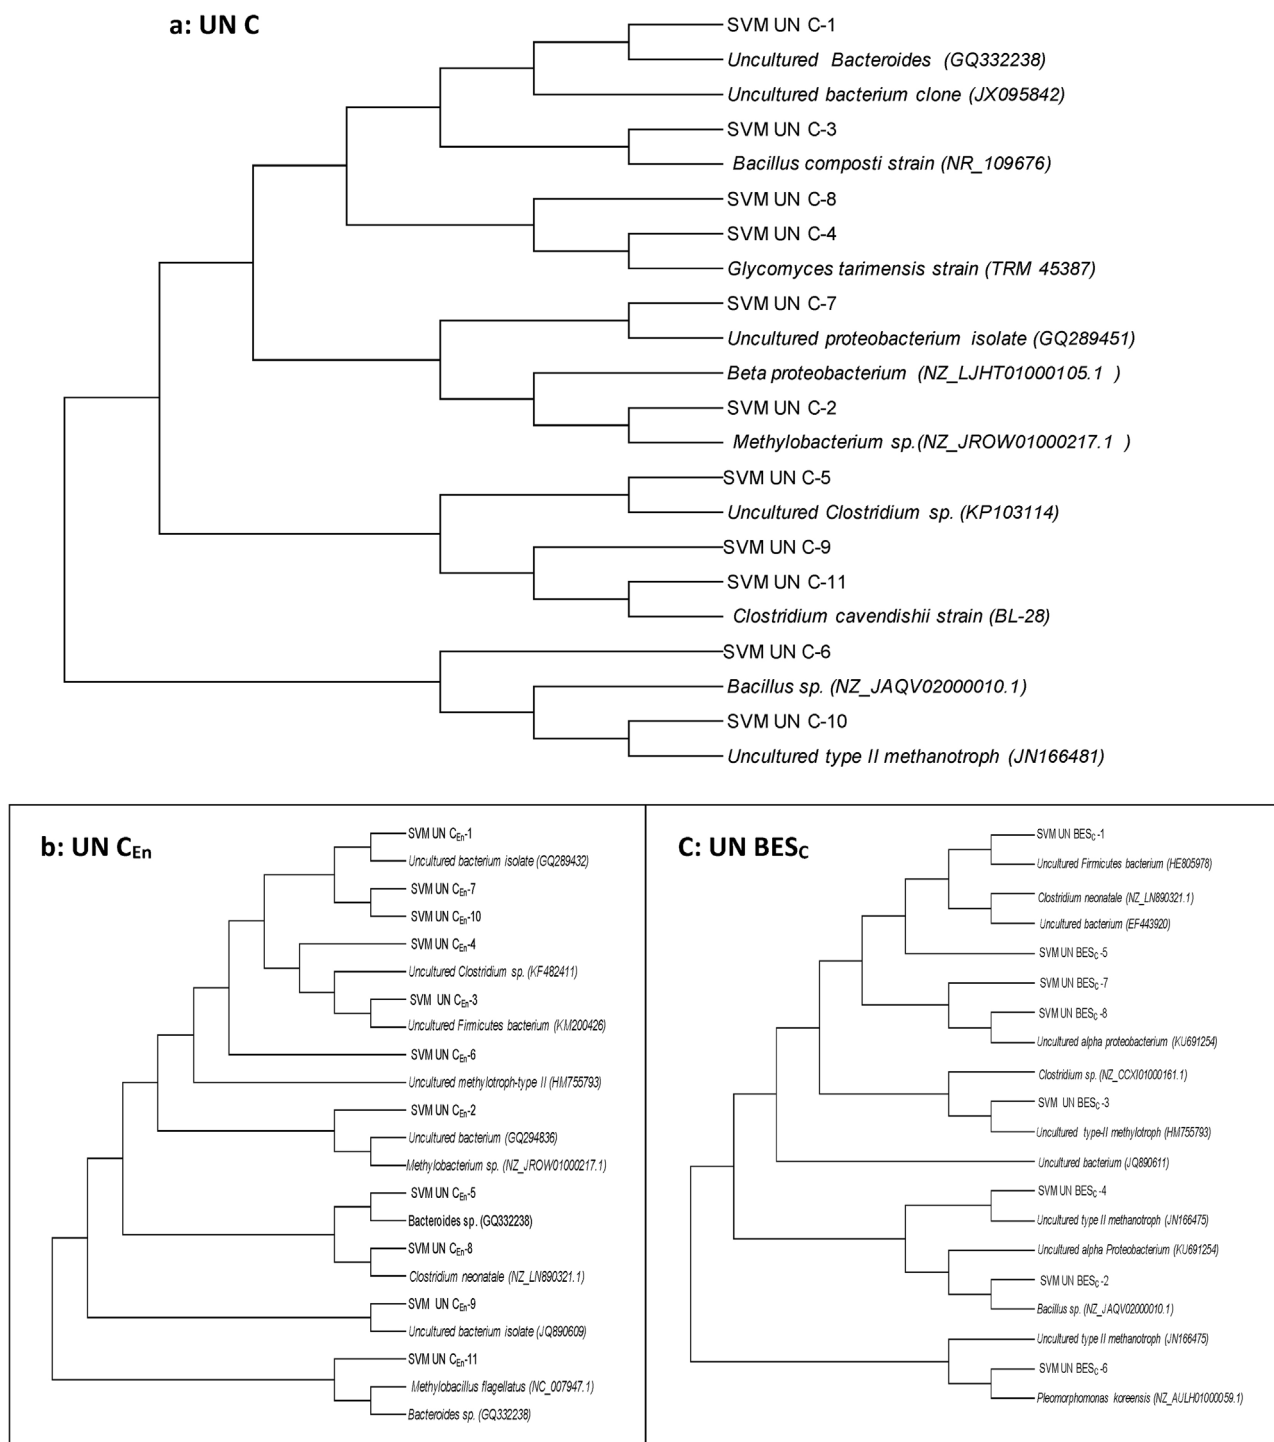 a: UN C
SVM UN C-1
Uncultured Bacteroides (GQ332238)
Uncultured bacterium clone (JX095842)
SVM UN C-3
Bacillus composti strain (NR_109676)
SVM UN C-8
SVM UN C-4
Glycomyces tarimensis strain (TRM 45387)
SVM UN C-7
Uncultured proteobacterium isolate (GQ289451)
Beta proteobacterium (NZ_LJHT01000105.1 )
SVM UN C-2
Methylobacterium sp.(NZ_JROW01000217.1 )
SVM UN C-5
Uncultured Clostridium sp. (KP103114)
SVM UN C-9
SVM UN C-11
Clostridium cavendishii strain (BL-28)
SVM UN C-6
Bacillus sp. (NZ_JAQV02000010.1)
SVM UN C-10
Uncultured type II methanotroph (JN166481)
b: UN CEn
SVM UN CEn-1
Uncultured bacterium isolate (GQ289432)
SVM UN CEn-7
SVM UN CEn-10
SVM UN CEn-4
Uncultured Clostridium sp. (KF482411)
SVM UN CEn-3
Uncultured Firmicutes bacterium (KM200426)
SVM UN CEn-6
Uncultured methylotroph-type II (HM755793)
SVM UN CEn-2
Uncultured bacterium (GQ294836)
Methylobacterium sp. (NZ_JROW01000217.1)
SVM UN CEn-5
Bacteroides sp. (GQ332238)
SVM UN CEn-8
Clostridium neonatale (NZ_LN890321.1)
SVM UN CEn-9
Uncultured bacterium isolate (JQ890609)
SVM UN CEn-11
Methylobacillus flagellatus (NC_007947.1)
Bacteroides sp. (GQ332238)
C: UN BESC
SVM UN BESC-1
Uncultured Firmicutes bacterium (HE805978)
Clostridium neonatale (NZ_LN890321.1)
Uncultured bacterium (EF443920)
SVM UN BESC-5
SVM UN BESC-7
SVM UN BESC-8
Uncultured alpha proteobacterium (KU691254)
Clostridium sp. (NZ_CCXI01000161.1)
SVM UN BESC-3
Uncultured type-II methylotroph (HM755793)
Uncultured bacterium (JQ890611)
SVM UN BESC-4
Uncultured type II methanotroph (JN166475)
Uncultured alpha Proteobacterium (KU691254)
SVM UN BESC-2
Bacillus sp. (NZ_JAQV02000010.1)
Uncultured type II methanotroph (JN166475)
SVM UN BESC-6
Pleomorphomonas koreensis (NZ_AULH01000059.1)